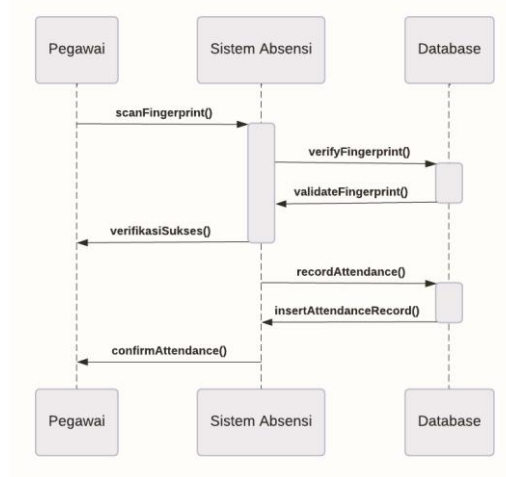 Pegawai
Sistem Absensi
Database
scanFingerprint()
verifyFingerprint()
validateFingerprint()
verifikasiSukses()
recordAttendance()
insertAttendanceRecord()
confirmAttendance()
Pegawai
Sistem Absensi
Database